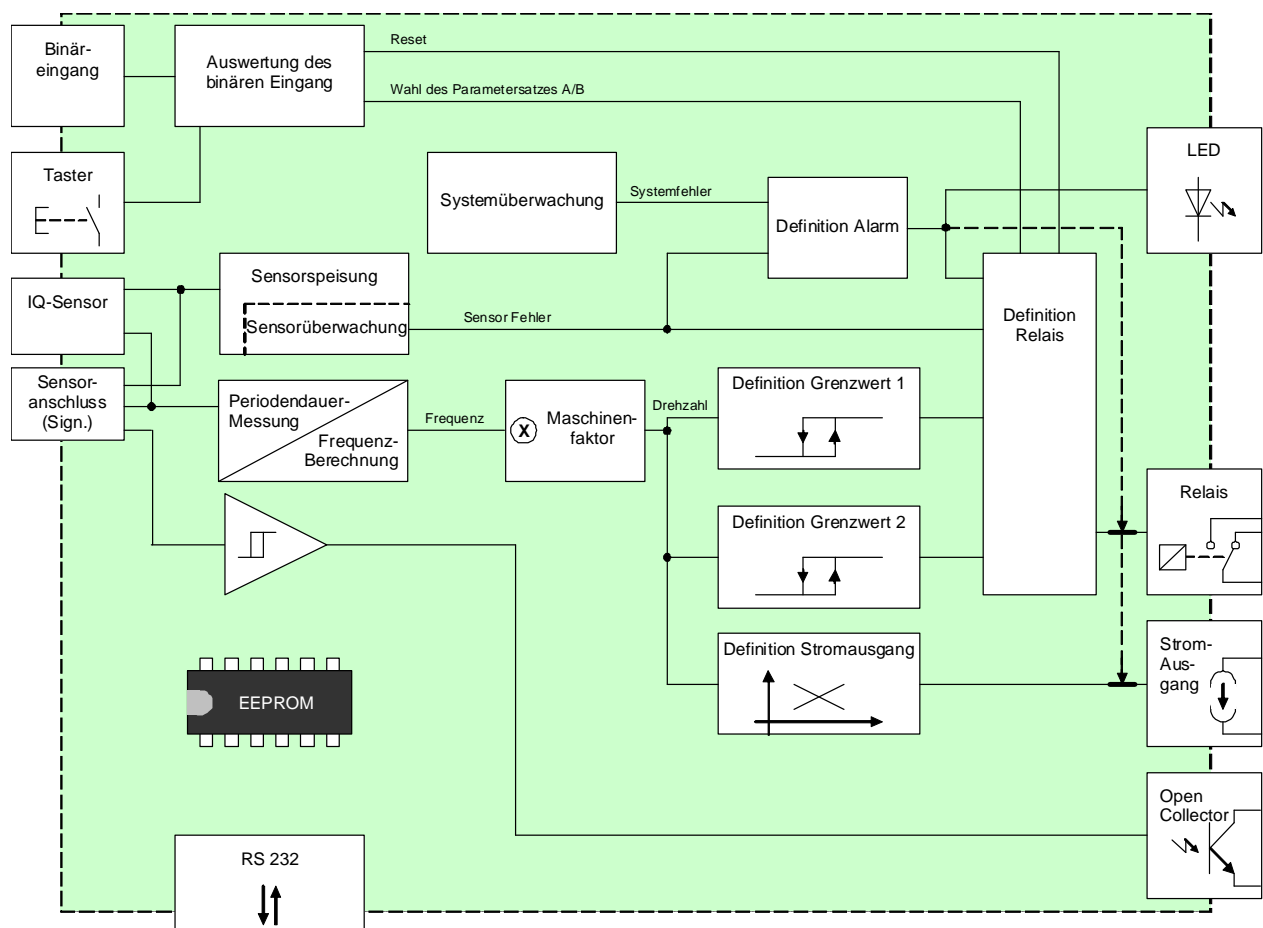 Binär-
eingang
Auswertung des
binären Eingang
Reset
Wahl des Parametersatzes A/B
Taster
Systemüberwachung
Systemfehler
Definition Alarm
LED
IQ-Sensor
Sensorspeisung
Sensorüberwachung
Sensor Fehler
Definition
Relais
Sensor-
anschluss
(Sign.)
Periodendauer-
Messung
Frequenz-
Berechnung
Frequenz
X
Maschinen-
faktor
Drehzahl
Definition Grenzwert 1
Definition Grenzwert 2
Relais
Definition Stromausgang
Strom-
Aus-
gang
EEPROM
Open
Collector
RS 232